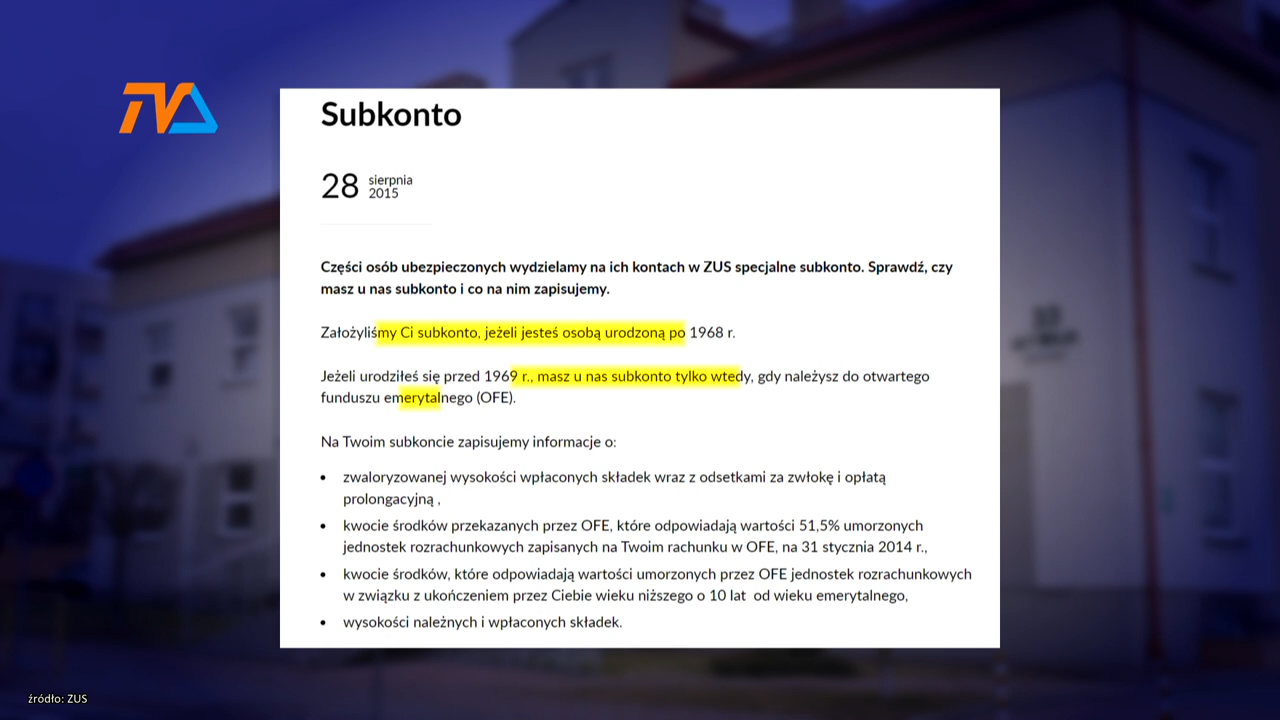 TVA
Subkonto
28 sierpnia
2015
Części osób ubezpieczonych wydzielamy na ich kontach w ZUS specjalne subkonto. Sprawdź, czy
masz u nas subkonto i co na nim zapisujemy.
Założyliśmy Ci subkonto, jeżeli jesteś osobą urodzoną po 1968 r.
Jeżeli urodziłeś się przed 1969 r., masz u nas subkonto tylko wtedy, gdy należysz do otwartego
funduszu emerytalnego (OFE).
Na Twoim subkoncie zapisujemy informacje o:
• zwaloryzowanej wysokości wpłaconych składek wraz z odsetkami za zwłokę i opłatą
prolongacyjną ,
• kwocie środków przekazanych przez OFE, które odpowiadają wartości 51,5% umorzonych
jednostek rozrachunkowych zapisanych na Twoim rachunku w OFE, na 31 stycznia 2014 r.,
• kwocie środków, które odpowiadają wartości umorzonych przez OFE jednostek rozrachunkowych
w związku z ukończeniem przez Ciebie wieku niższego o 10 lat od wieku emerytalnego,
• wysokości należnych i wpłaconych składek.
źródło: ZUS